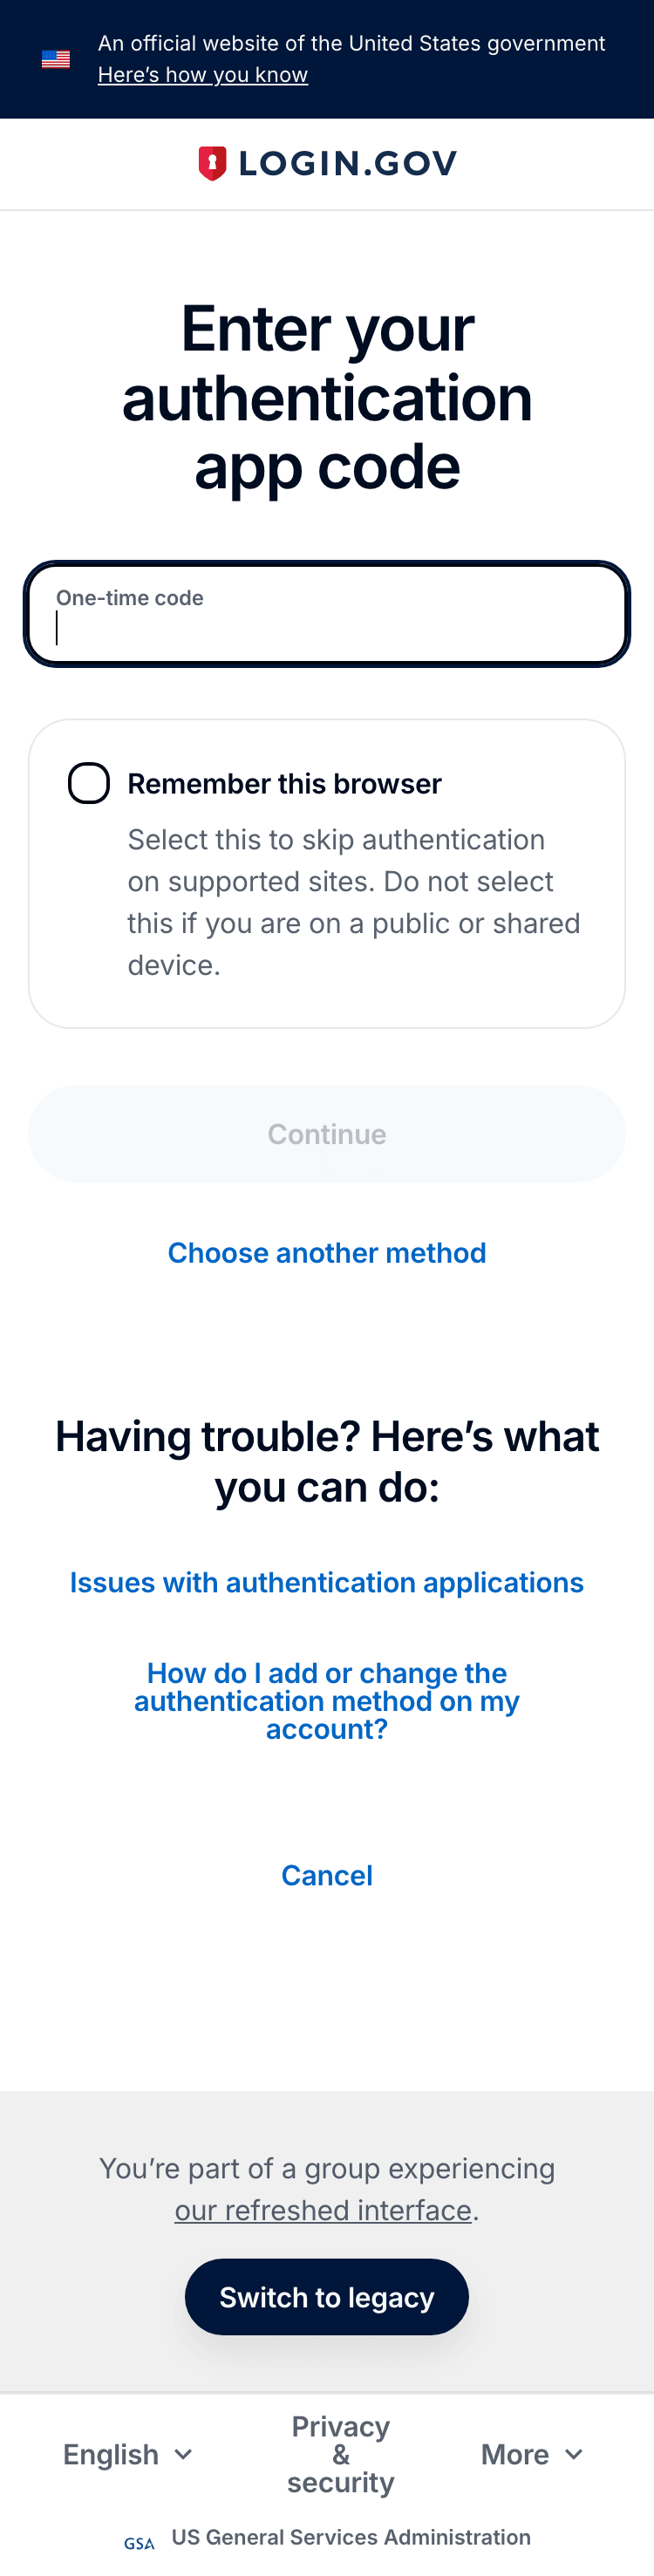 An official website of the United States government
Here’s how you know
LOGIN.GOV
Enter your
authentication
app code
One-time code
Remember this browser
Select this to skip authentication
on supported sites. Do not select
this if you are on a public or shared
device.
Continue
Choose another method
Having trouble? Here’s what
you can do:
Issues with authentication applications
How do I add or change the
authentication method on my
account?
Cancel
You’re part of a group experiencing
our refreshed interface.
Switch to legacy
English
Privacy
&
security
More
GSA US General Services Administration